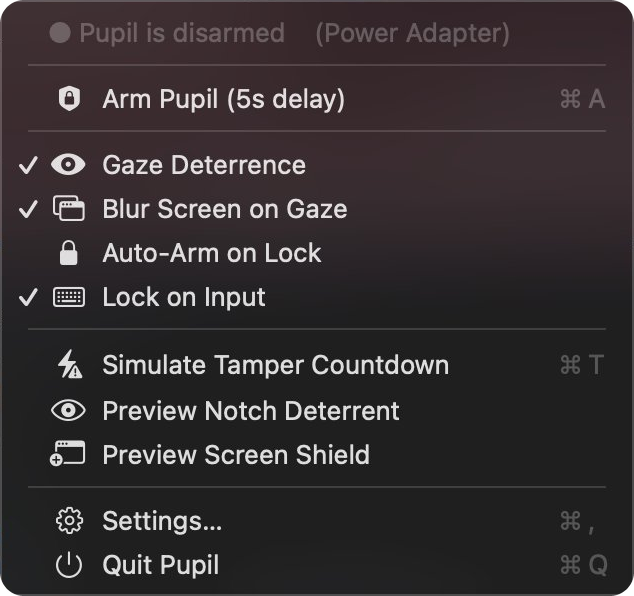 Pupil is disarmed (Power Adapter)
Arm Pupil (5s delay) ⌘ A
Gaze Deterrence
Blur Screen on Gaze
Auto-Arm on Lock
Lock on Input
Simulate Tamper Countdown ⌘ T
Preview Notch Deterrent
Preview Screen Shield
Settings... ⌘ ,
Quit Pupil ⌘ Q